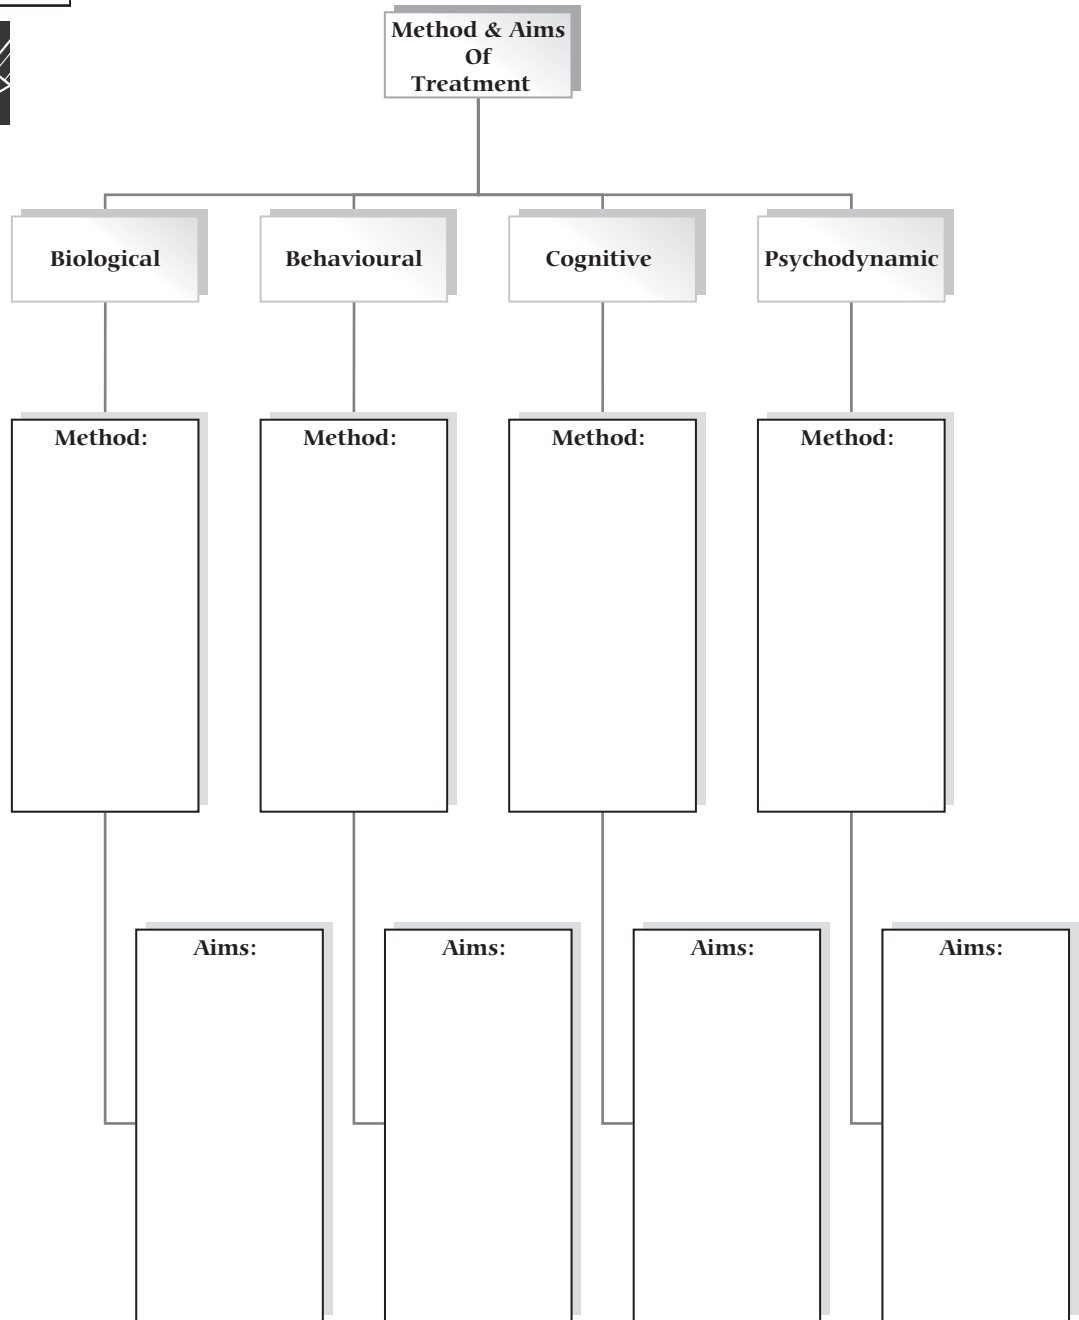 Method & Aims
Of
Treatment
Biological
Behavioural
Cognitive
Psychodynamic
Method:
Method:
Method:
Method:
Aims:
Aims:
Aims:
Aims: